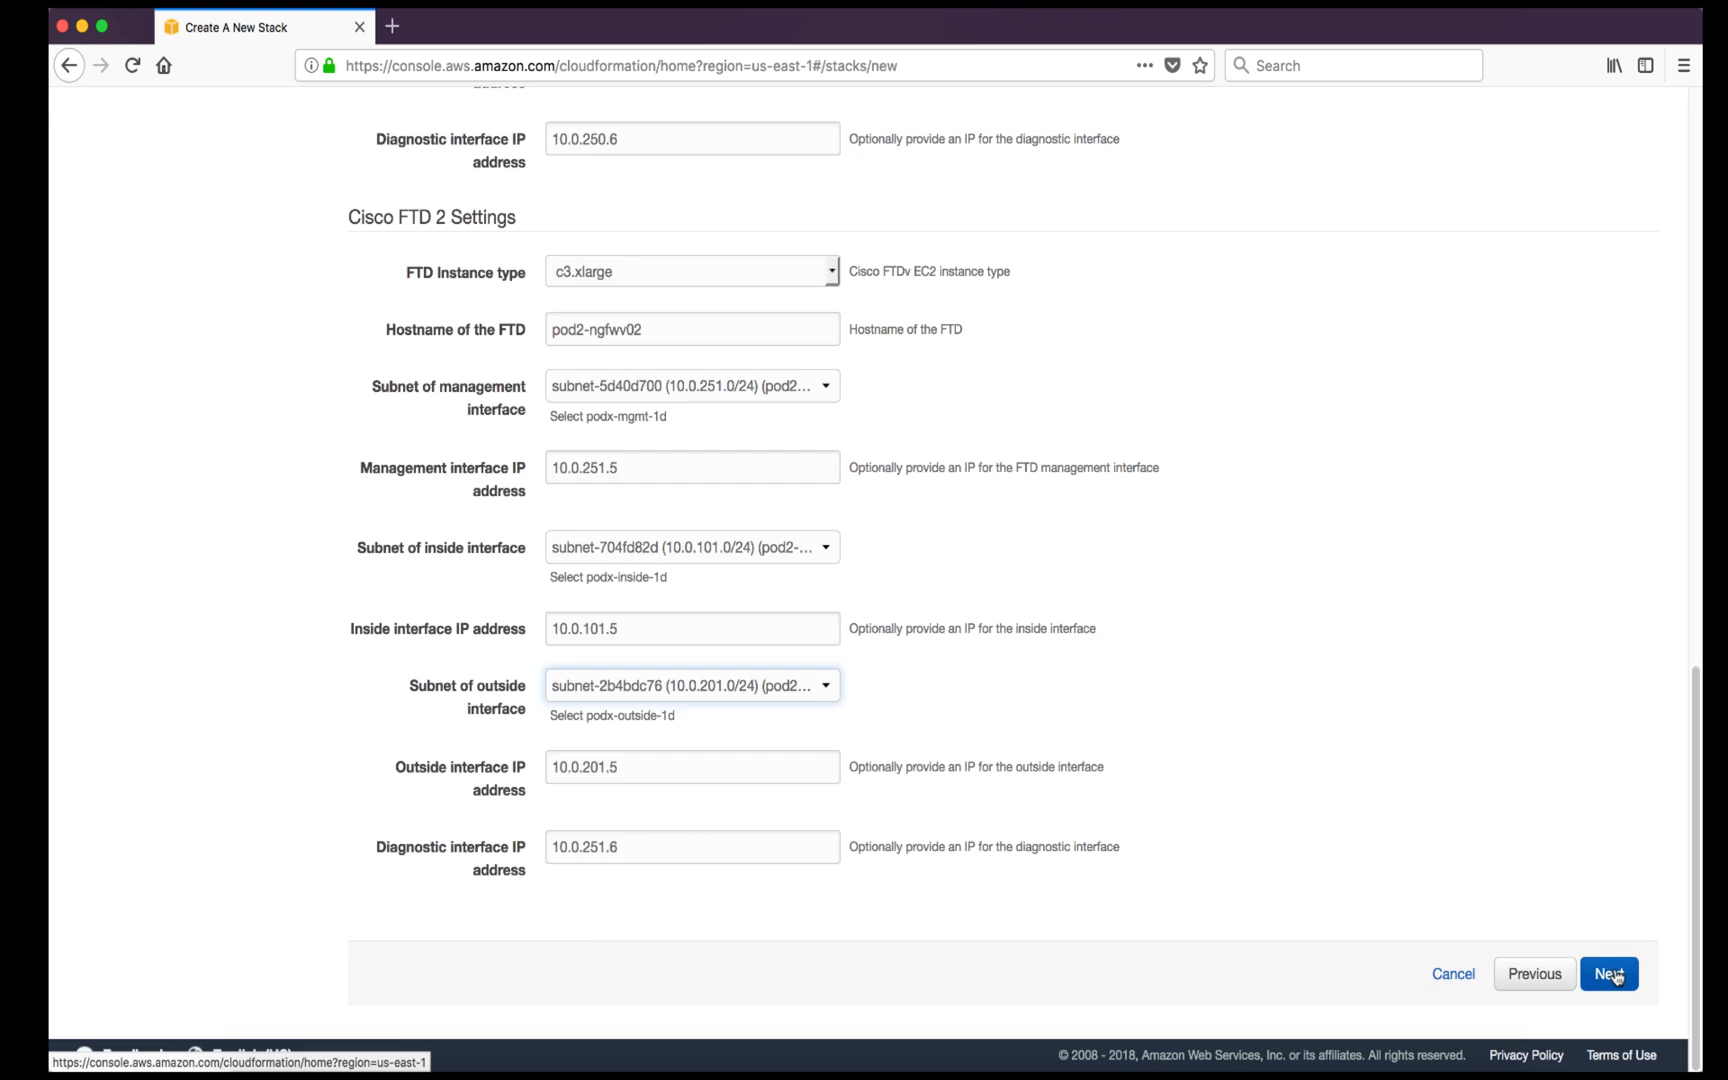 Create A New Stack
https://console.aws.amazon.com/cloudformation/home?region=us-east-1#/stacks/new
Search
address
Diagnostic interface IP address
10.0.250.6
Optionally provide an IP for the diagnostic interface
Cisco FTD 2 Settings
FTD Instance type
c3.xlarge
Cisco FTDv EC2 instance type
Hostname of the FTD
pod2-ngfwv02
Hostname of the FTD
Subnet of management interface
subnet-5d40d700 (10.0.251.0/24) (pod2...
Select podx-mgmt-1d
Management interface IP address
10.0.251.5
Optionally provide an IP for the FTD management interface
Subnet of inside interface
subnet-704fd82d (10.0.101.0/24) (pod2-...
Select podx-inside-1d
Inside interface IP address
10.0.101.5
Optionally provide an IP for the inside interface
Subnet of outside interface
subnet-2b4bdc76 (10.0.201.0/24) (pod2...
Select podx-outside-1d
Outside interface IP address
10.0.201.5
Optionally provide an IP for the outside interface
Diagnostic interface IP address
10.0.251.6
Optionally provide an IP for the diagnostic interface
Cancel
Previous
Next
https://console.aws.amazon.com/cloudformation/home?region=us-east-1
© 2008 - 2018, Amazon Web Services, Inc. or its affiliates. All rights reserved.
Privacy Policy
Terms of Use